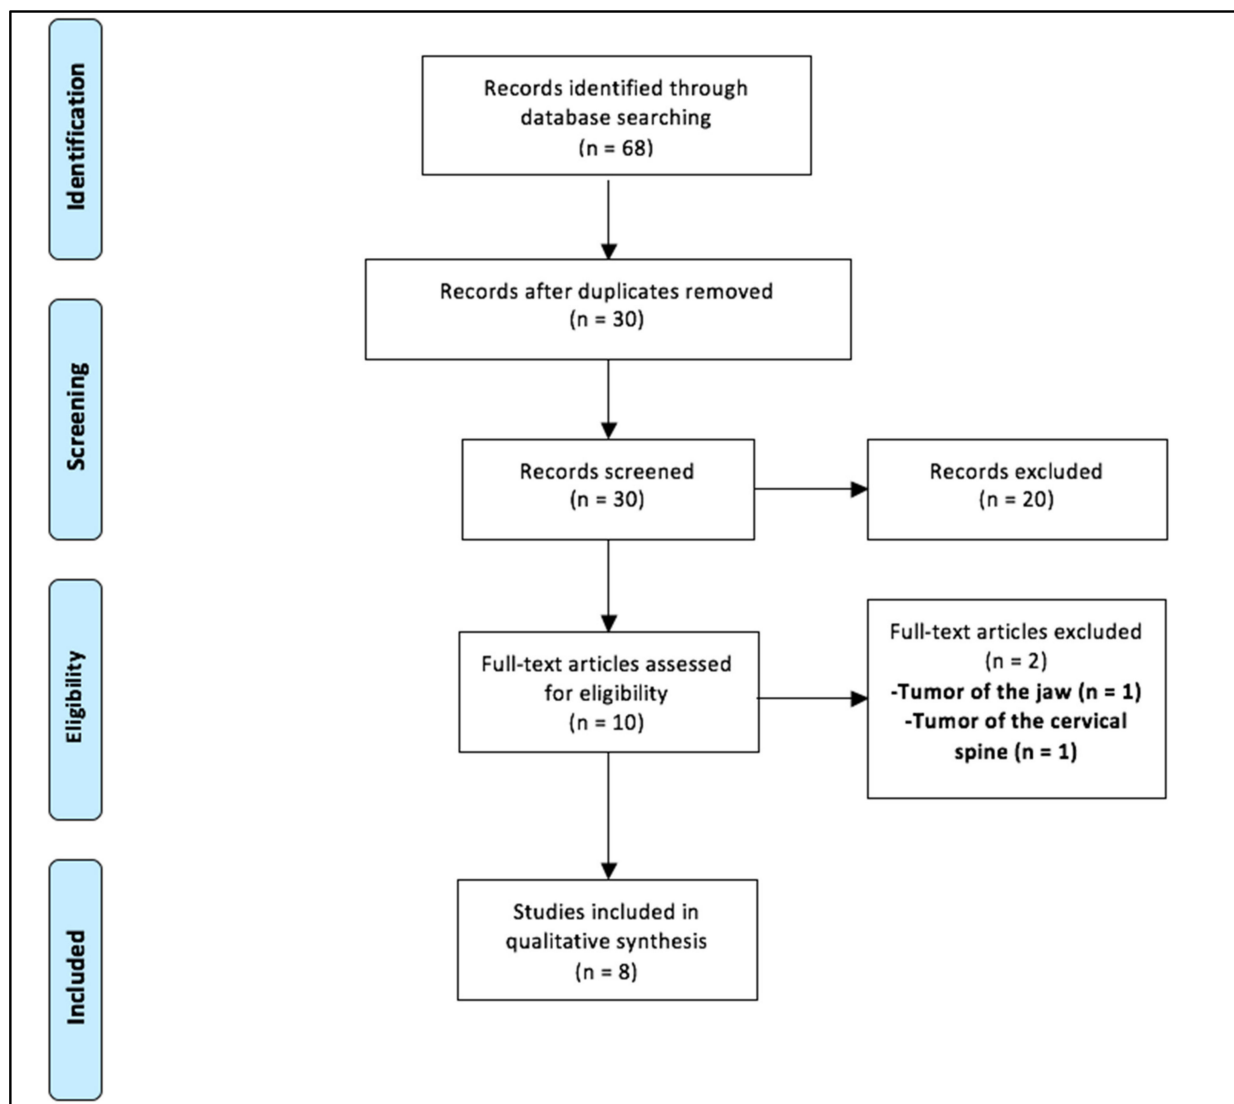 Identification
Records identified through
database searching
(n = 68)
Records after duplicates removed
(n = 30)
Screening
Records screened
(n = 30)
Records excluded
(n = 20)
Eligibility
Full-text articles assessed
for eligibility
(n = 10)
Full-text articles excluded
(n = 2)
-Tumor of the jaw (n = 1)
-Tumor of the cervical
spine (n = 1)
Included
Studies included in
qualitative synthesis
(n = 8)